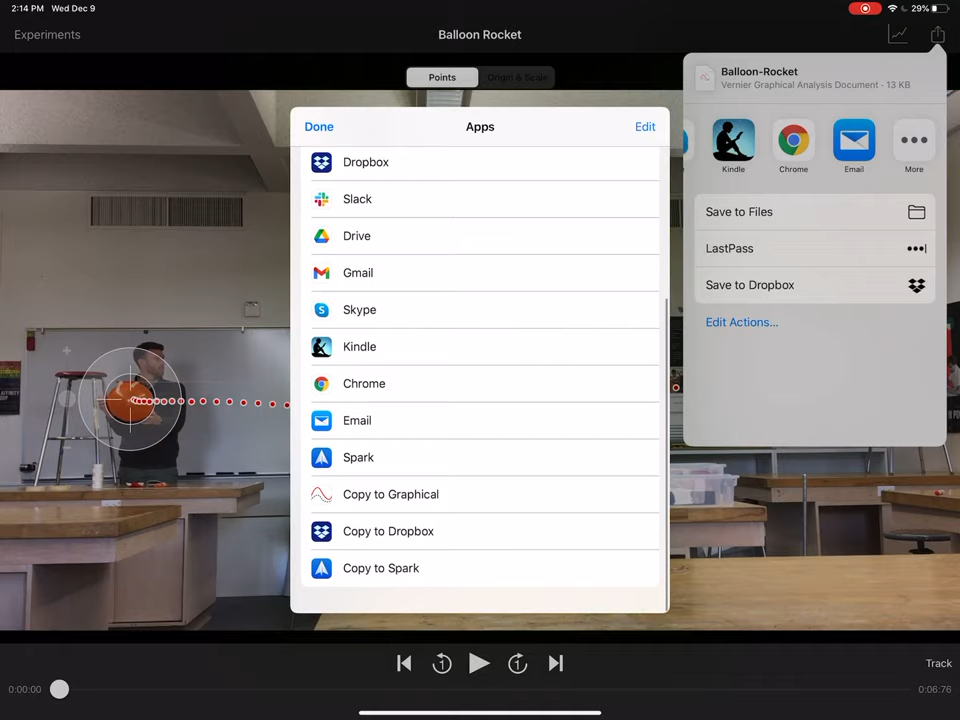 2:14 PM Wed Dec 9
29%
Experiments
Balloon Rocket
Points
Origin & Scale
Balloon-Rocket
Vernier Graphical Analysis Document · 13 KB
Kindle
Chrome
Email
More
Save to Files
LastPass
Save to Dropbox
Edit Actions...
Done
Apps
Edit
Dropbox
Slack
Drive
Gmail
Skype
Kindle
Chrome
Email
Spark
Copy to Graphical
Copy to Dropbox
Copy to Spark
1
1
Track
0:00:00
0:06:76